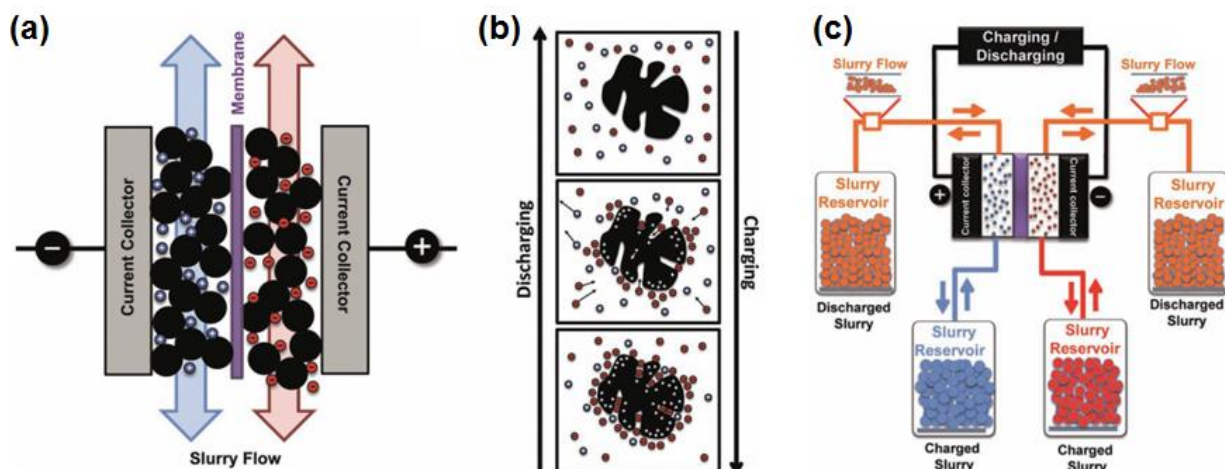 (a)
Membrane
Current Collector
Current Collector
−
+
Slurry Flow
(b)
Discharging
Charging
(c)
Charging /
Discharging
Slurry Flow
Slurry Flow
Slurry
Reservoir
Discharged
Slurry
+
Current collector
Current collector
−
Slurry
Reservoir
Discharged
Slurry
Slurry
Reservoir
Charged
Slurry
Slurry
Reservoir
Charged
Slurry